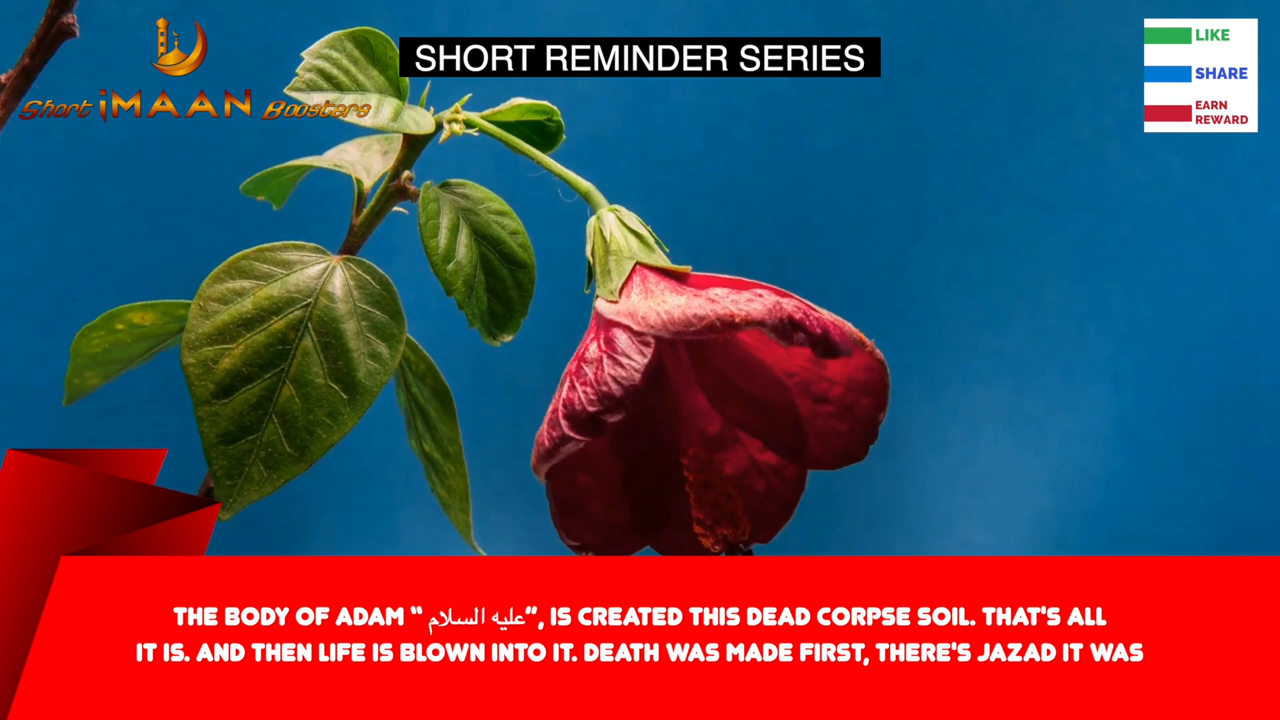 SHORT REMINDER SERIES
Short iMAAN Boosters
LIKE
SHARE
EARN
REWARD
THE BODY OF ADAM “ عليه السلام”, IS CREATED THIS DEAD CORPSE SOIL. THAT'S ALL
IT IS. AND THEN LIFE IS BLOWN INTO IT. DEATH WAS MADE FIRST, THERE'S JAZAD IT WAS